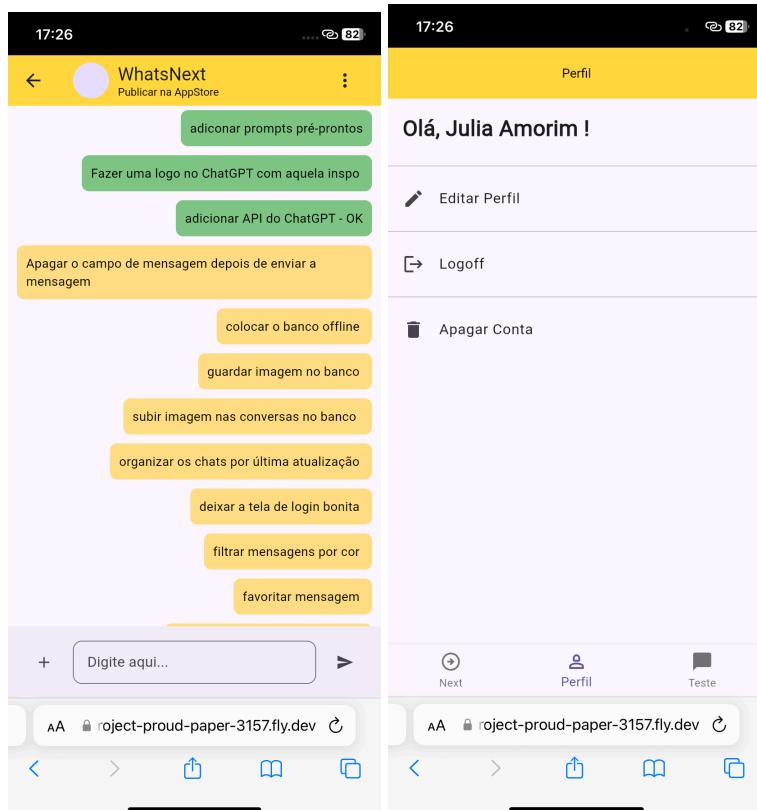 17:26
82
WhatsNext
Publicar na AppStore
adiconar prompts pré-prontos
Fazer uma logo no ChatGPT com aquela inspo
adicionar API do ChatGPT - OK
Apagar o campo de mensagem depois de enviar a
mensagem
colocar o banco offline
guardar imagem no banco
subir imagem nas conversas no banco
organizar os chats por última atualização
deixar a tela de login bonita
filtrar mensagens por cor
favoritar mensagem
Digite aqui...
AA roject-proud-paper-3157.fly.dev
17:26
82
Perfil
Olá, Julia Amorim !
Editar Perfil
Logoff
Apagar Conta
Next
Perfil
Teste
AA roject-proud-paper-3157.fly.dev